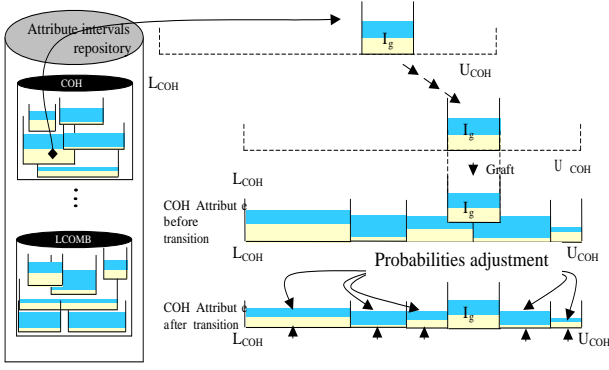 Attribute intervals
repository
COH
LCOMB
I_g
L_COH
U_COH
I_g
U_COH
Graft
L_COH
I_g
COH Attribut e
before
transition
L_COH
U_COH
Probabilities adjustment
COH Attribut e
after transition
I_g
L_COH
U_COH